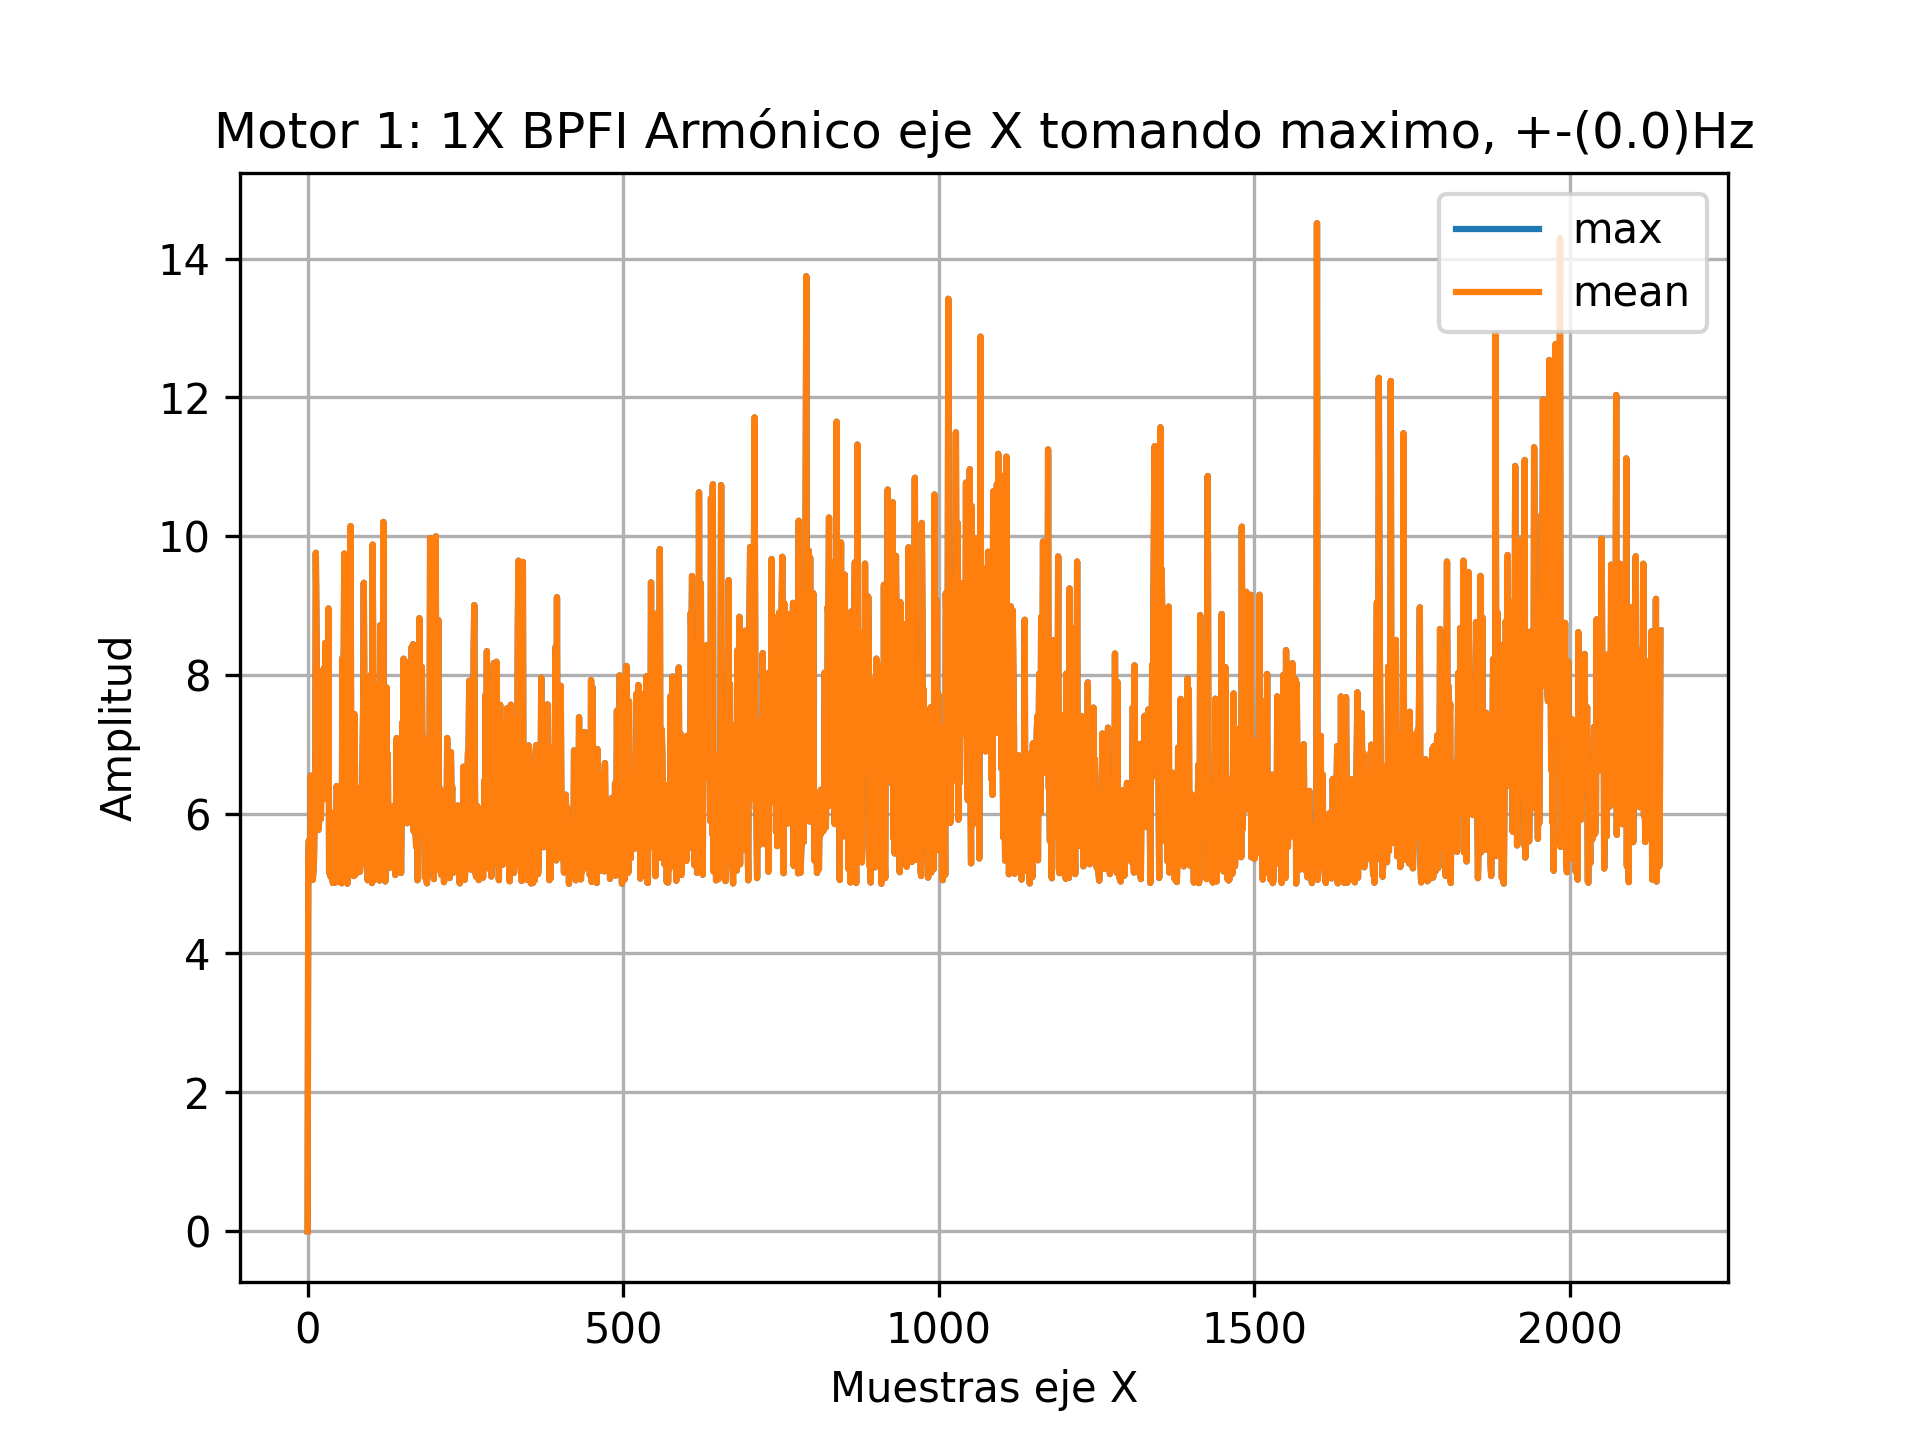 Motor 1: 1X BPFI Armónico eje X tomando maximo, +-(0.0)Hz
max
mean
14
12
10
8
6
4
2
0
Amplitud
0 500 1000 1500 2000
Muestras eje X